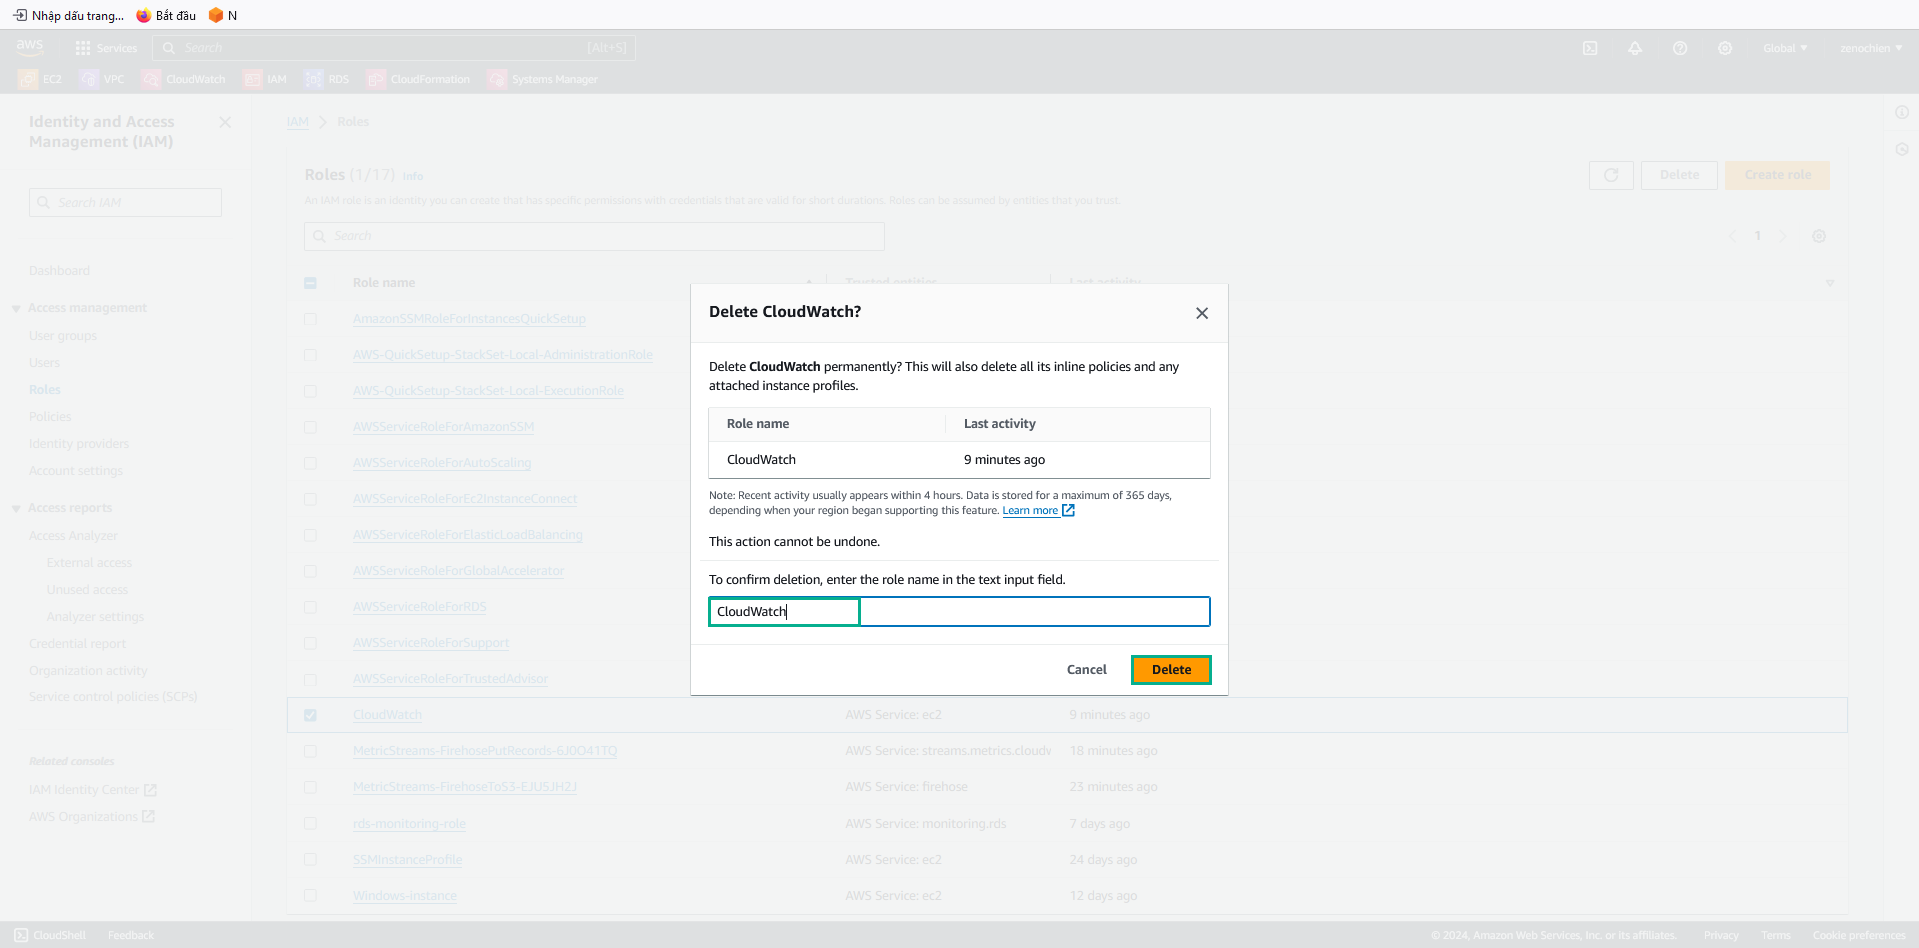 Nhập dấu trang... Bắt đầu N
aws Services Search [Alt+S] Global zenochien
EC2 VPC CloudWatch IAM RDS CloudFormation Systems Manager
Identity and Access
Management (IAM)
Search IAM
Dashboard
Access management
User groups
Users
Roles
Policies
Identity providers
Account settings
Access reports
Access Analyzer
External access
Unused access
Analyzer settings
Credential report
Organization activity
Service control policies (SCPs)
Related consoles
IAM Identity Center
AWS Organizations
IAM Roles
Roles (1/17) Info
Delete Create role
An IAM role is an identity you can create that has specific permissions with credentials that are valid for short durations. Roles can be assumed by entities that you trust.
Search
1
Role name Trusted entities Last activity
AmazonSSMRoleForInstancesQuickSetup
AWS-QuickSetup-StackSet-Local-AdministrationRole
AWS-QuickSetup-StackSet-Local-ExecutionRole
AWSServiceRoleForAmazonSSM
AWSServiceRoleForAutoScaling
AWSServiceRoleForEc2InstanceConnect
AWSServiceRoleForElasticLoadBalancing
AWSServiceRoleForGlobalAccelerator
AWSServiceRoleForRDS
AWSServiceRoleForSupport
AWSServiceRoleForTrustedAdvisor
CloudWatch AWS Service: ec2 9 minutes ago
MetricStreams-FirehosePutRecords-6J0O41TQ AWS Service: streams.metrics.cloudw 18 minutes ago
MetricStreams-FirehoseToS3-EJU5JH2J AWS Service: firehose 23 minutes ago
rds-monitoring-role AWS Service: monitoring.rds 7 days ago
SSMInstanceProfile AWS Service: ec2 24 days ago
Windows-instance AWS Service: ec2 12 days ago
Delete CloudWatch?
Delete CloudWatch permanently? This will also delete all its inline policies and any
attached instance profiles.
Role name Last activity
CloudWatch 9 minutes ago
Note: Recent activity usually appears within 4 hours. Data is stored for a maximum of 365 days,
depending when your region began supporting this feature. Learn more
This action cannot be undone.
To confirm deletion, enter the role name in the text input field.
CloudWatch
Cancel Delete
CloudShell Feedback © 2024, Amazon Web Services, Inc. or its affiliates. Privacy Terms Cookie preferences